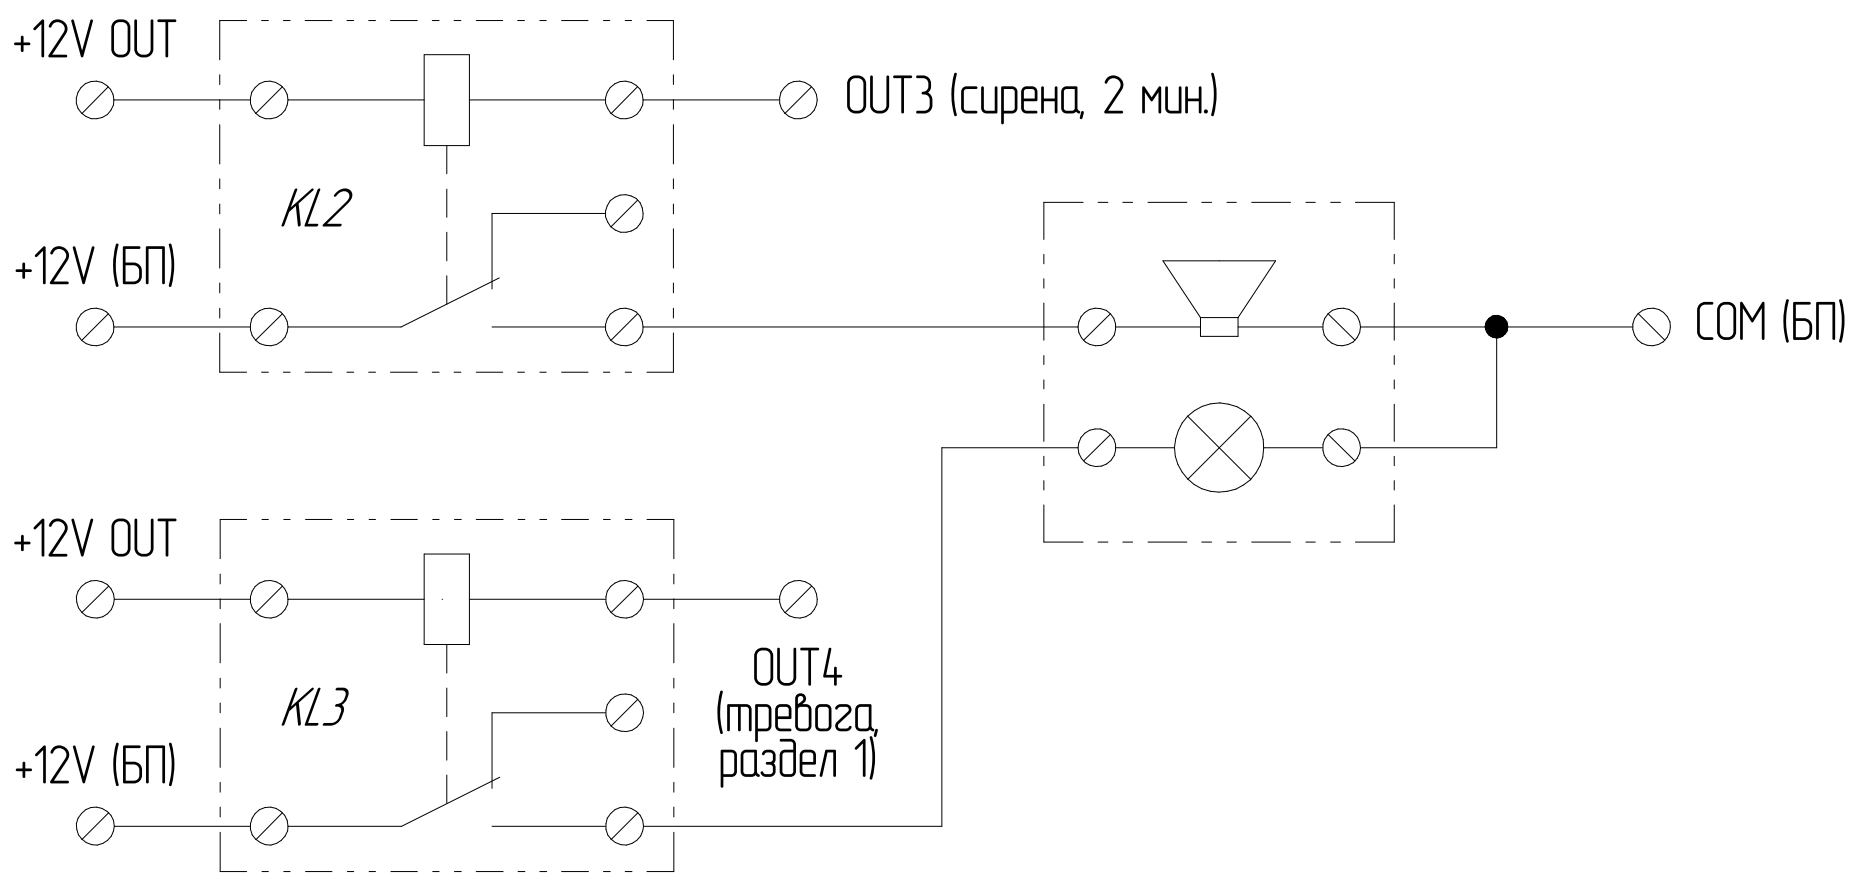 +12V OUT
OUT3 (сирена, 2 мин.)
KL2
+12V (БП)
COM (БП)
+12V OUT
OUT4
(тревога,
раздел 1)
KL3
+12V (БП)